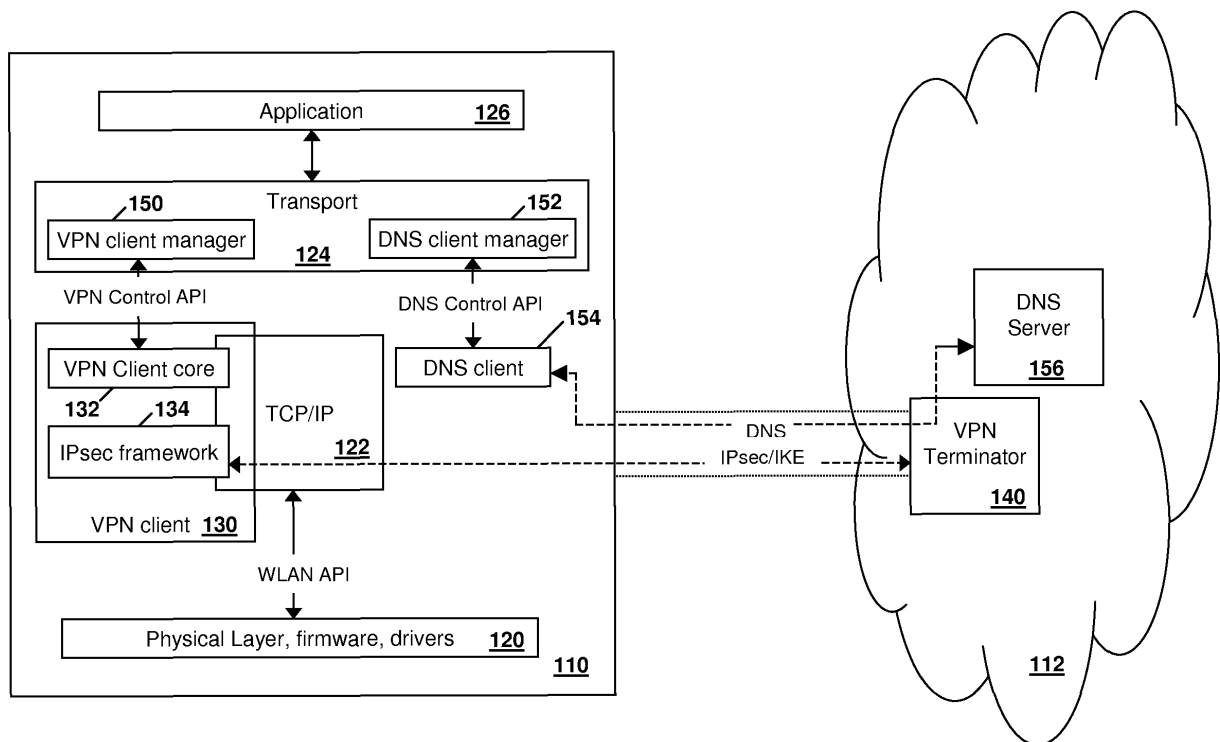 Application 126
Transport
150
152
VPN client manager
DNS client manager
124
VPN Control API
DNS Control API
154
VPN Client core
DNS client
132
134
TCP/IP
122
IPsec framework
VPN client 130
WLAN API
Physical Layer, firmware, drivers 120
110
DNS
IPsec/IKE
DNS
Server
156
VPN
Terminator
140
112